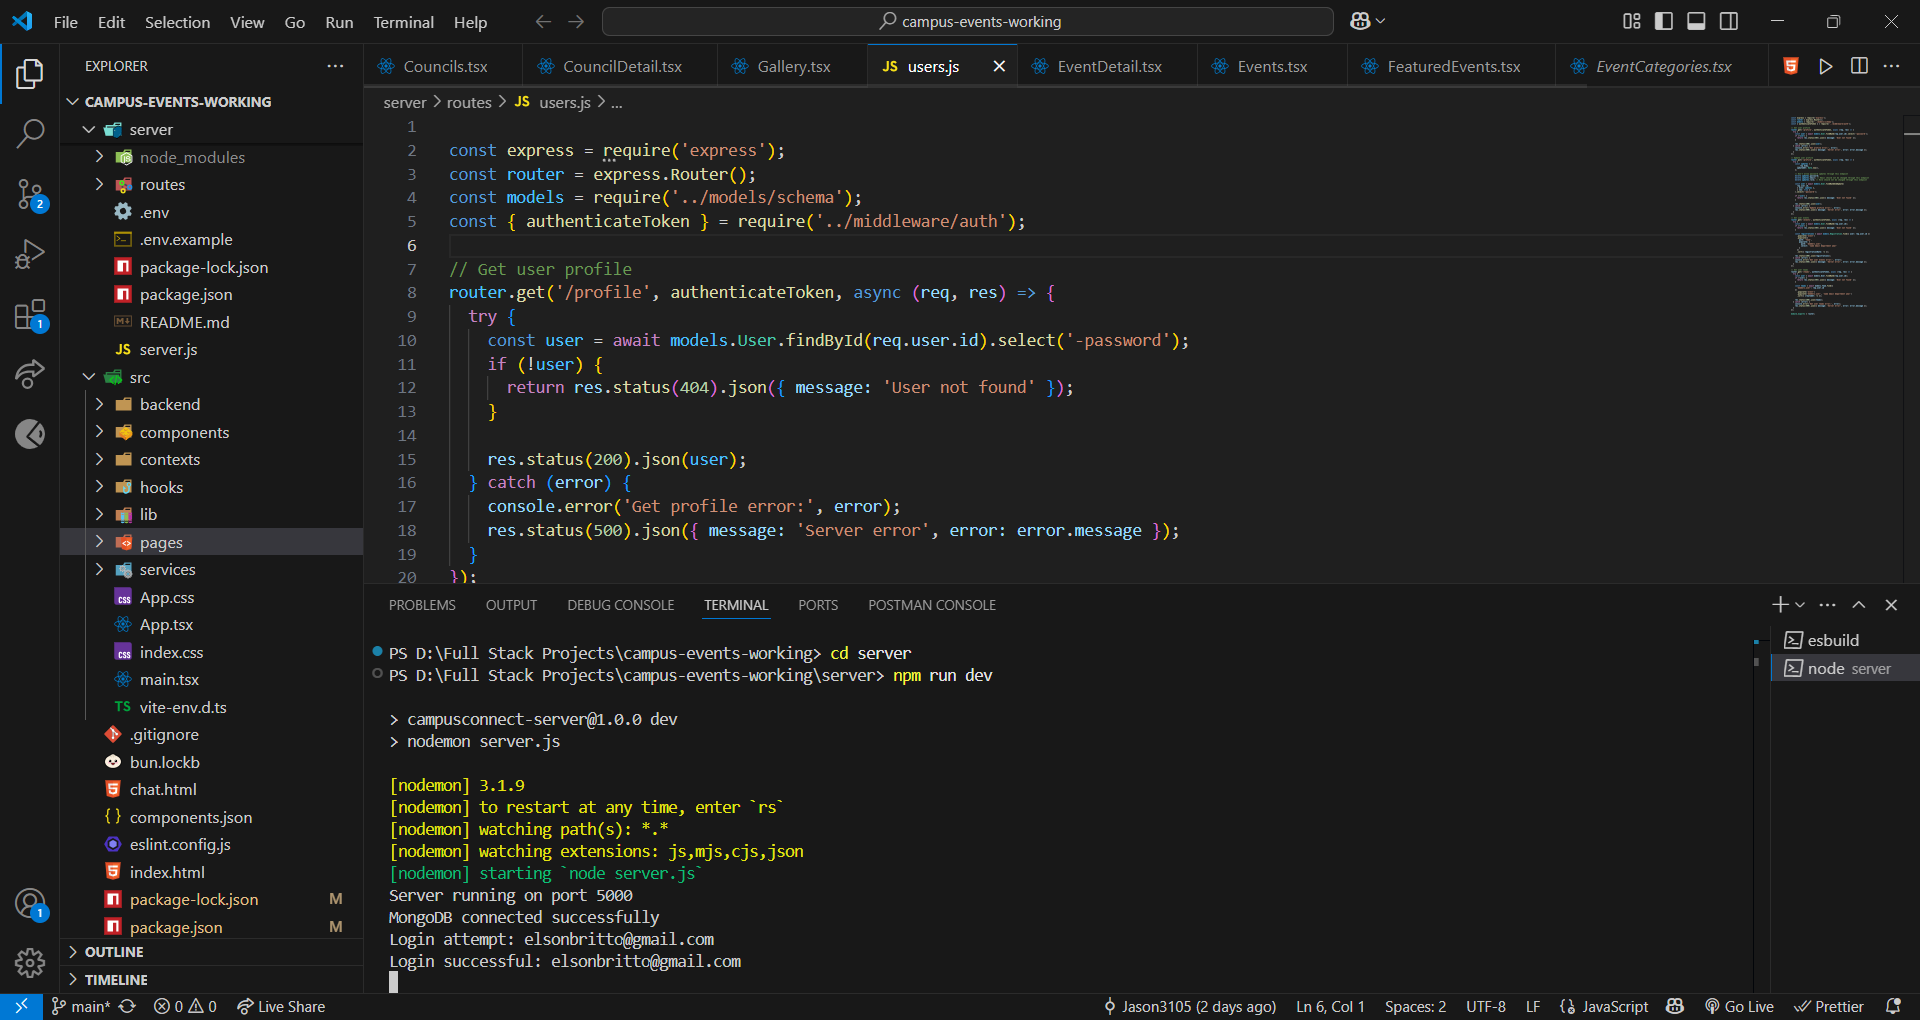 File Edit Selection View Go Run Terminal Help
campus-events-working
EXPLORER
Councils.tsx
CouncilDetail.tsx
Gallery.tsx
JS users.js
EventDetail.tsx
Events.tsx
FeaturedEvents.tsx
EventCategories.tsx
server > routes > JS users.js > ...
CAMPUS-EVENTS-WORKING
server
node_modules
routes
.env
.env.example
package-lock.json
package.json
README.md
JS server.js
src
backend
components
contexts
hooks
lib
pages
services
App.css
App.tsx
index.css
main.tsx
TS vite-env.d.ts
.gitignore
bun.lockb
chat.html
components.json
eslint.config.js
index.html
package-lock.json M
package.json M
OUTLINE
TIMELINE
2
1
1
1
2 const express = require('express');
3 const router = express.Router();
4 const models = require('../models/schema');
5 const { authenticateToken } = require('../middleware/auth');
6
7 // Get user profile
8 router.get('/profile', authenticateToken, async (req, res) => {
9 try {
10 const user = await models.User.findById(req.user.id).select('-password');
11 if (!user) {
12 return res.status(404).json({ message: 'User not found' });
13 }
14
15 res.status(200).json(user);
16 } catch (error) {
17 console.error('Get profile error:', error);
18 res.status(500).json({ message: 'Server error', error: error.message });
19 }
20 });
PROBLEMS OUTPUT DEBUG CONSOLE TERMINAL PORTS POSTMAN CONSOLE
PS D:\Full Stack Projects\campus-events-working> cd server
PS D:\Full Stack Projects\campus-events-working\server> npm run dev
> campusconnect-server@1.0.0 dev
> nodemon server.js
[nodemon] 3.1.9
[nodemon] to restart at any time, enter `rs`
[nodemon] watching path(s): *.*
[nodemon] watching extensions: js,mjs,cjs,json
[nodemon] starting `node server.js`
Server running on port 5000
MongoDB connected successfully
Login attempt: elsonbritto@gmail.com
Login successful: elsonbritto@gmail.com
esbuild
node server
main* 0 0 Live Share
Jason3105 (2 days ago) Ln 6, Col 1 Spaces: 2 UTF-8 LF {} JavaScript Go Live Prettier